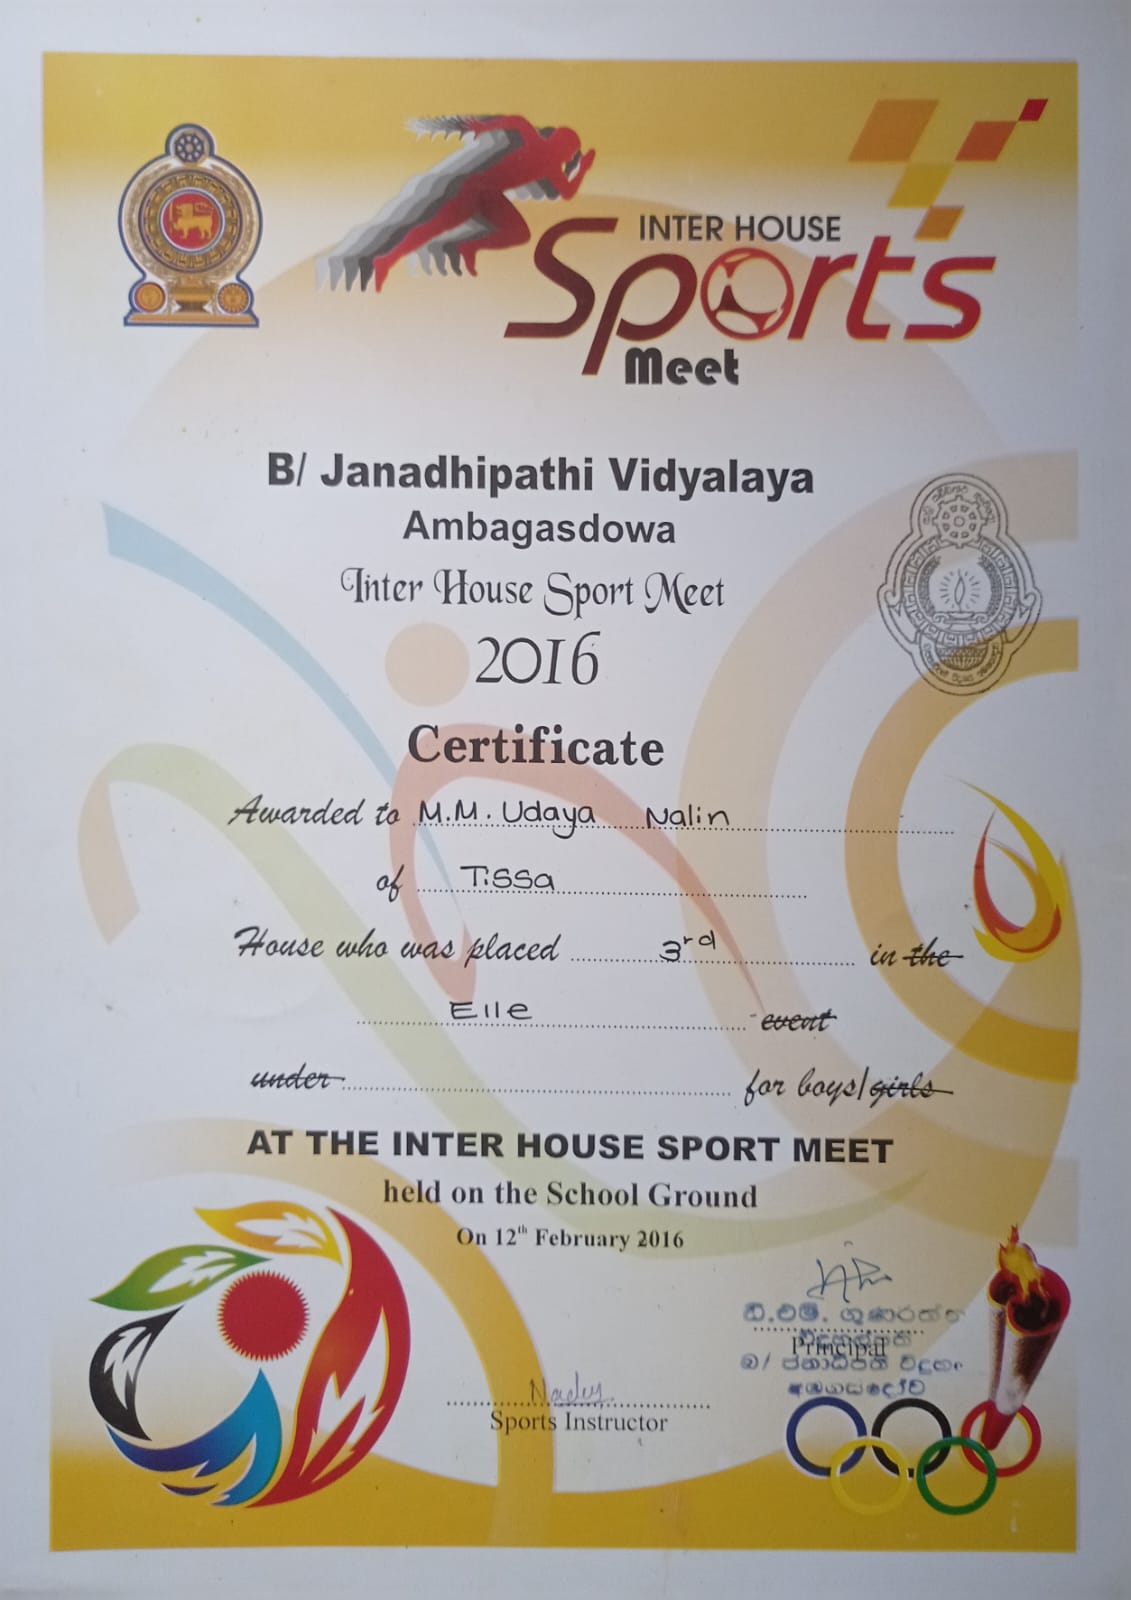 INTER HOUSE
Sports
Meet
B/ Janadhipathi Vidyalaya
Ambagasdowa
Inter House Sport Meet
2016
Certificate
Awarded to M.M. Udaya Nalin
of Tissa
House who was placed 3rd in the
Elle event
under for boys/girls
AT THE INTER HOUSE SPORT MEET
held on the School Ground
On 12th February 2016
Sports Instructor
Principal